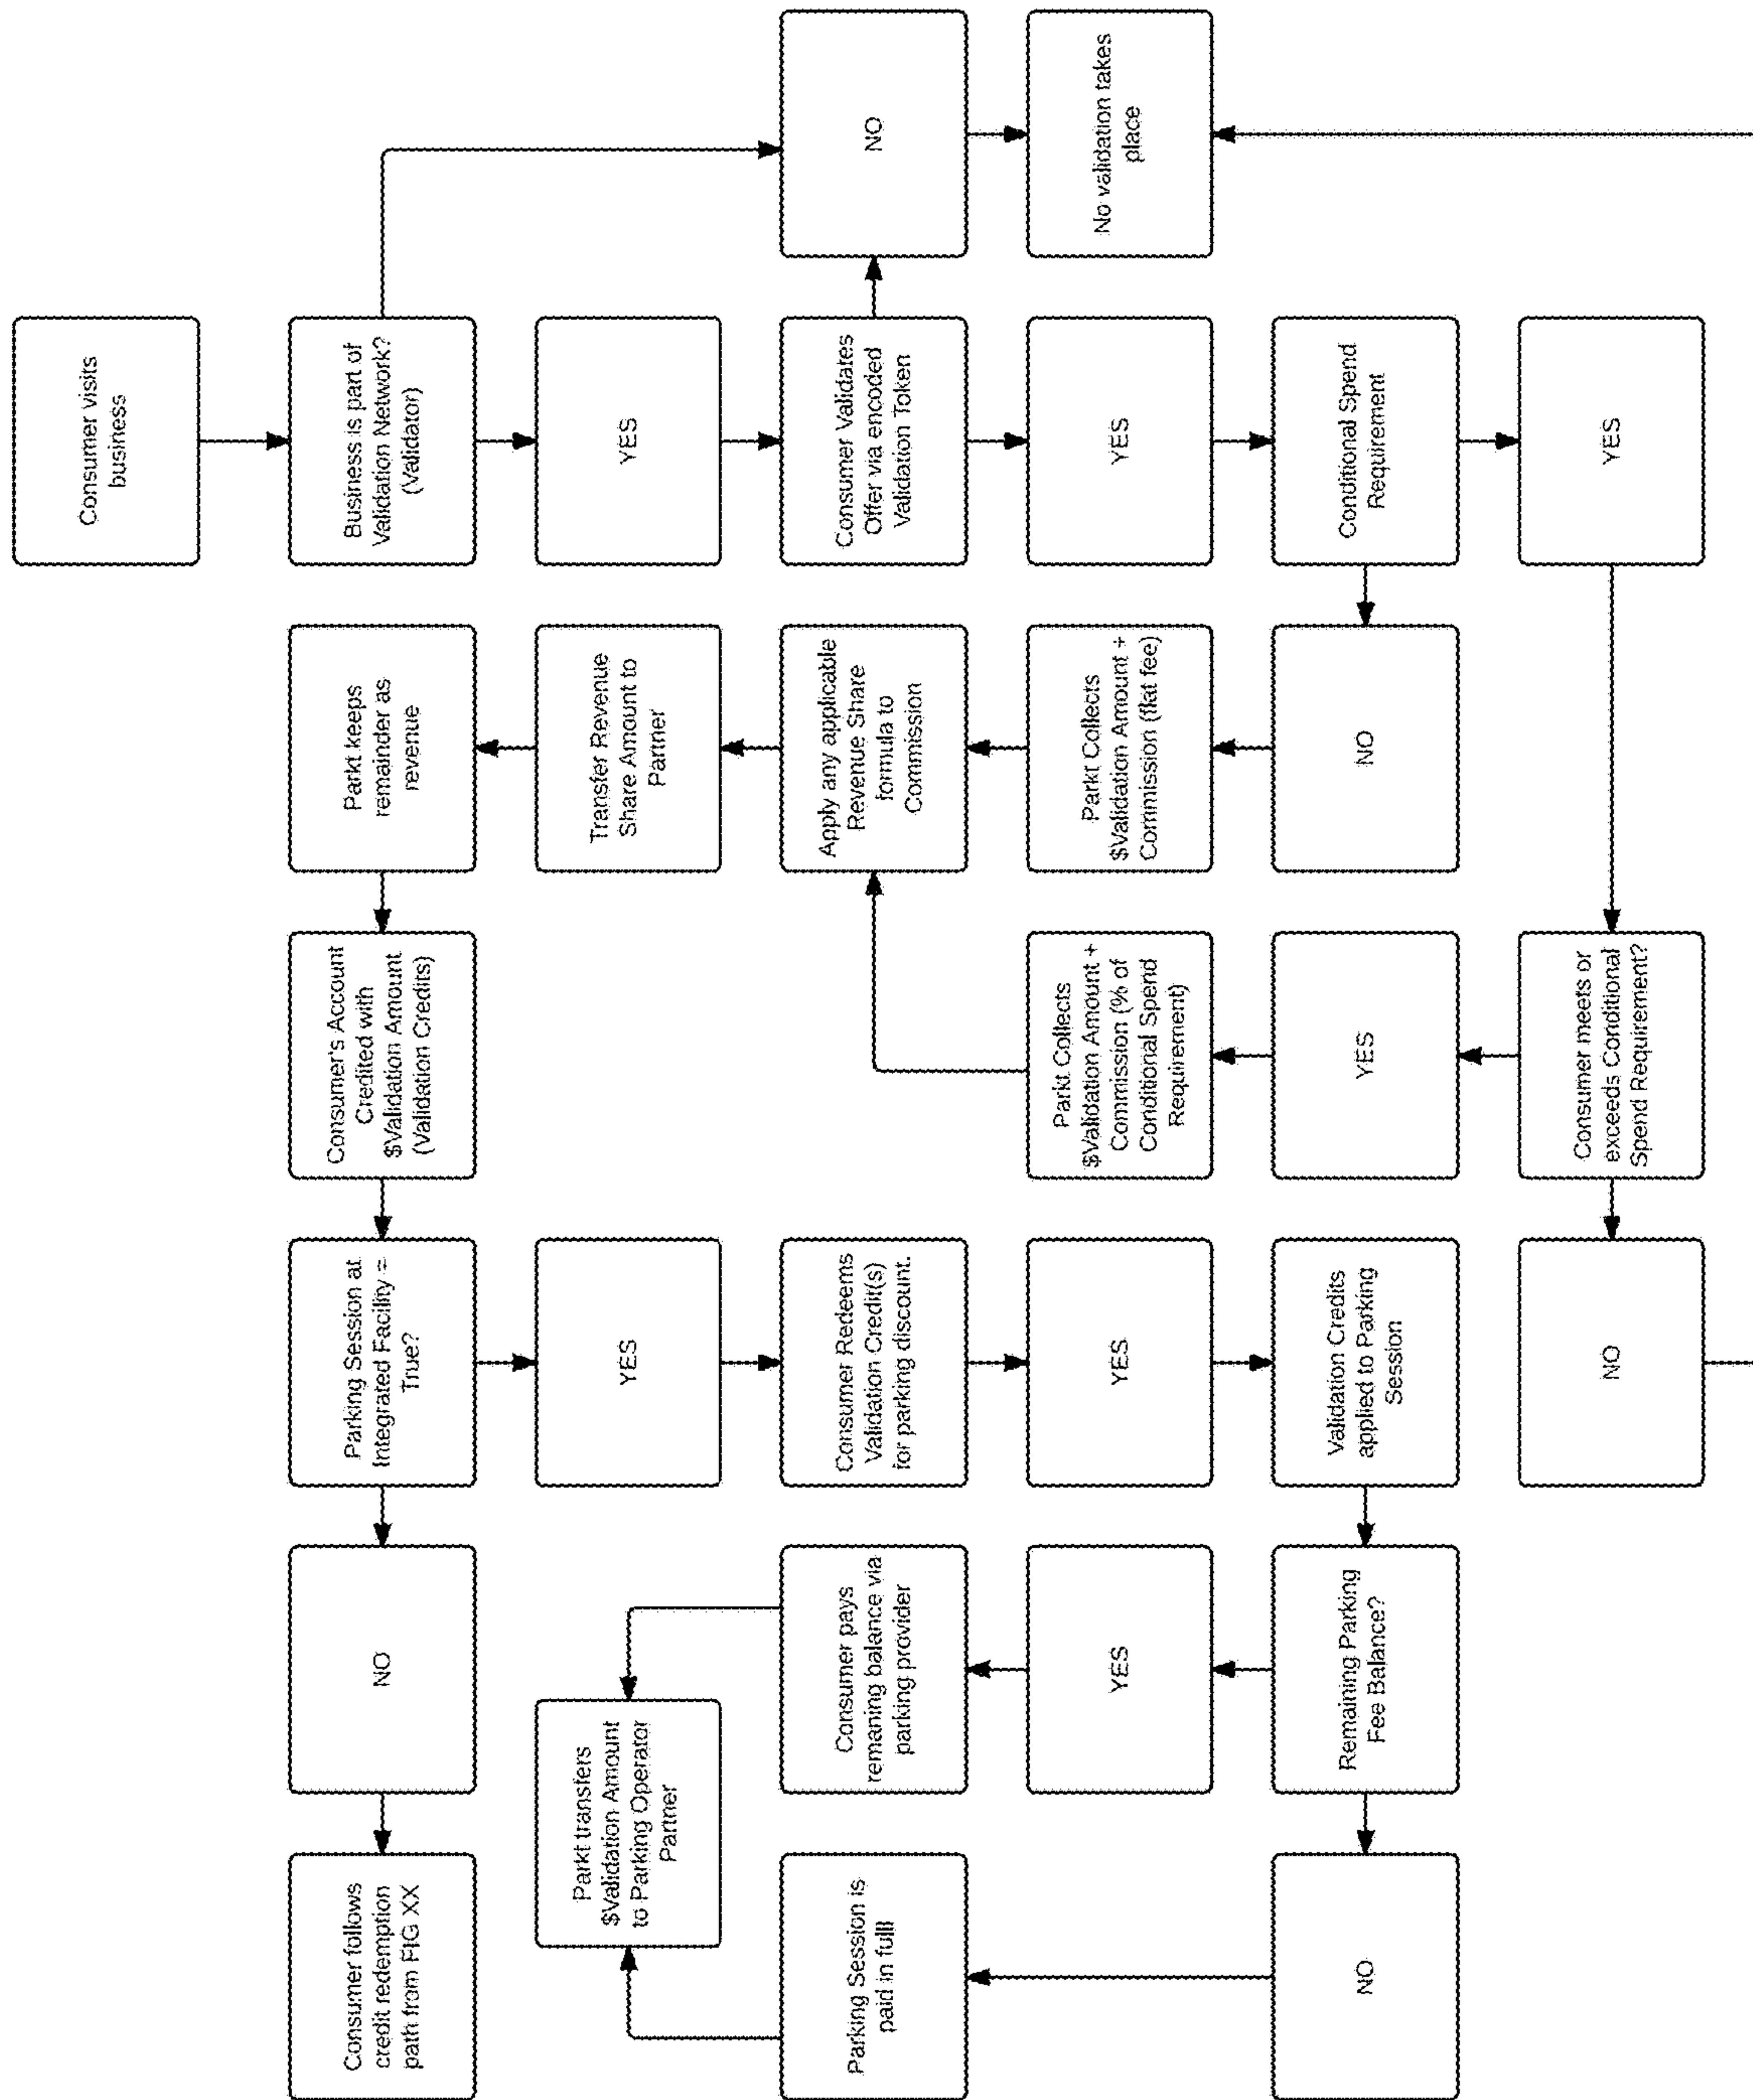 Consumer visits
business
Business is part of
Validation Network?
(Validator)
YES
NO
Consumer Validates
Offer via encoded
Validation Token
YES
No validation takes
place
Conditional Spend
Requirement
YES
NO
Parkt Collects
$Validation Amount +
Commission (flat fee)
Apply any applicable
Revenue Share
formula to
Commission
Transfer Revenue
Share Amount to
Partner
Parkt keeps
remainder as
revenue
Consumer meets or
exceeds Conditional
Spend Requirement?
YES
Parkt Collects
$Validation Amount +
Commission (% of
Conditional Spend
Requirement)
NO
Consumer's Account
Credited with
$Validation Amount
(Validation Credits)
Parking Session at
Integrated Facility =
True?
YES
Consumer Redeems
Validation Credit(s)
for parking discount.
YES
Validation Credits
applied to Parking
Session
Remaining Parking
Fee Balance?
YES
Consumer pays
remaning balance via
parking provider
NO
Parking Session is
paid in full
Parkt transfers
$Validation Amount
to Parking Operator
Partner
NO
Consumer follows
credit redemption
path from FIG XX